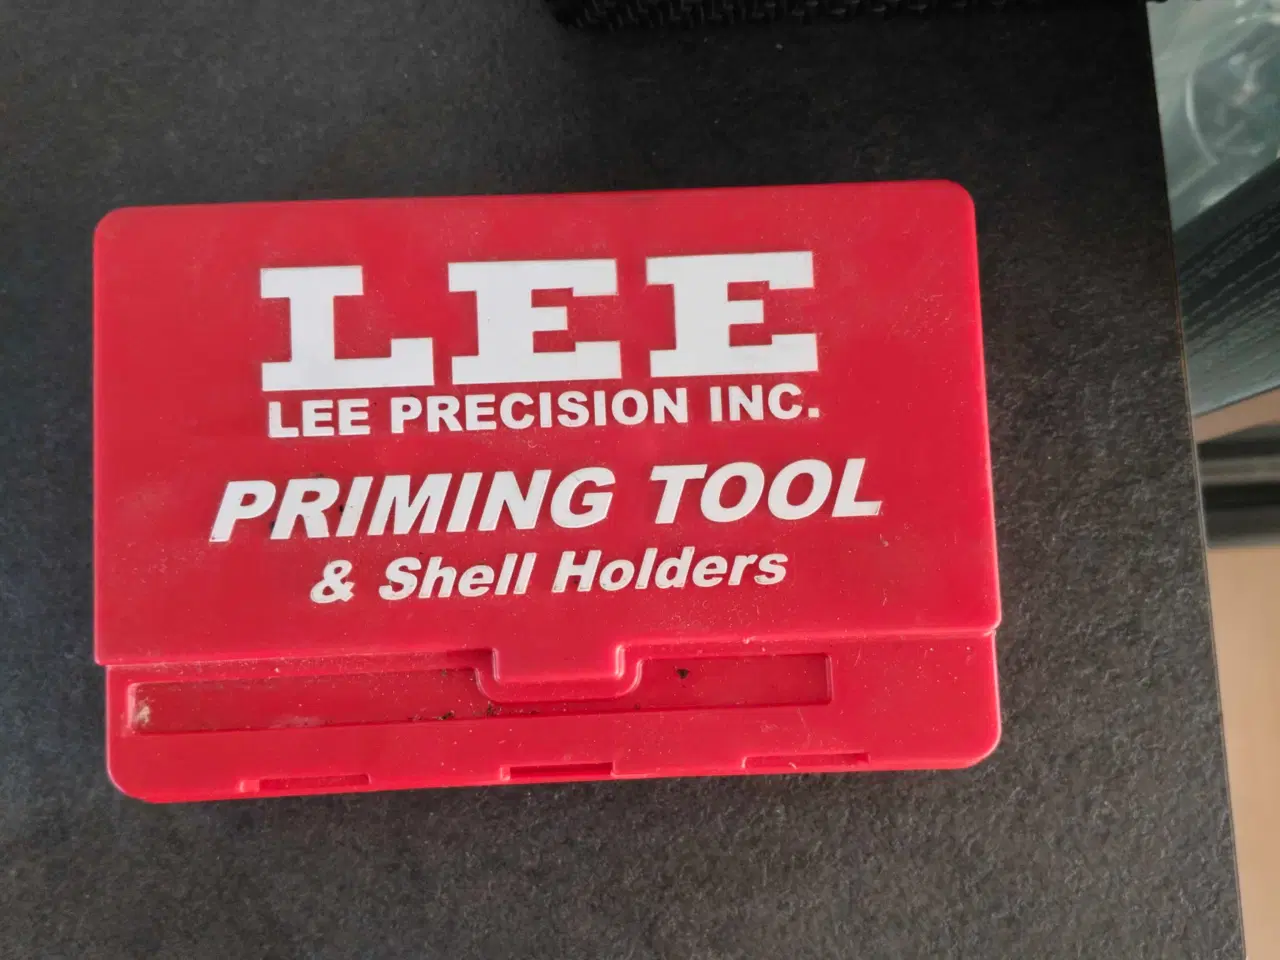 LEE
LEE PRECISION INC.
PRIMING TOOL
& Shell Holders